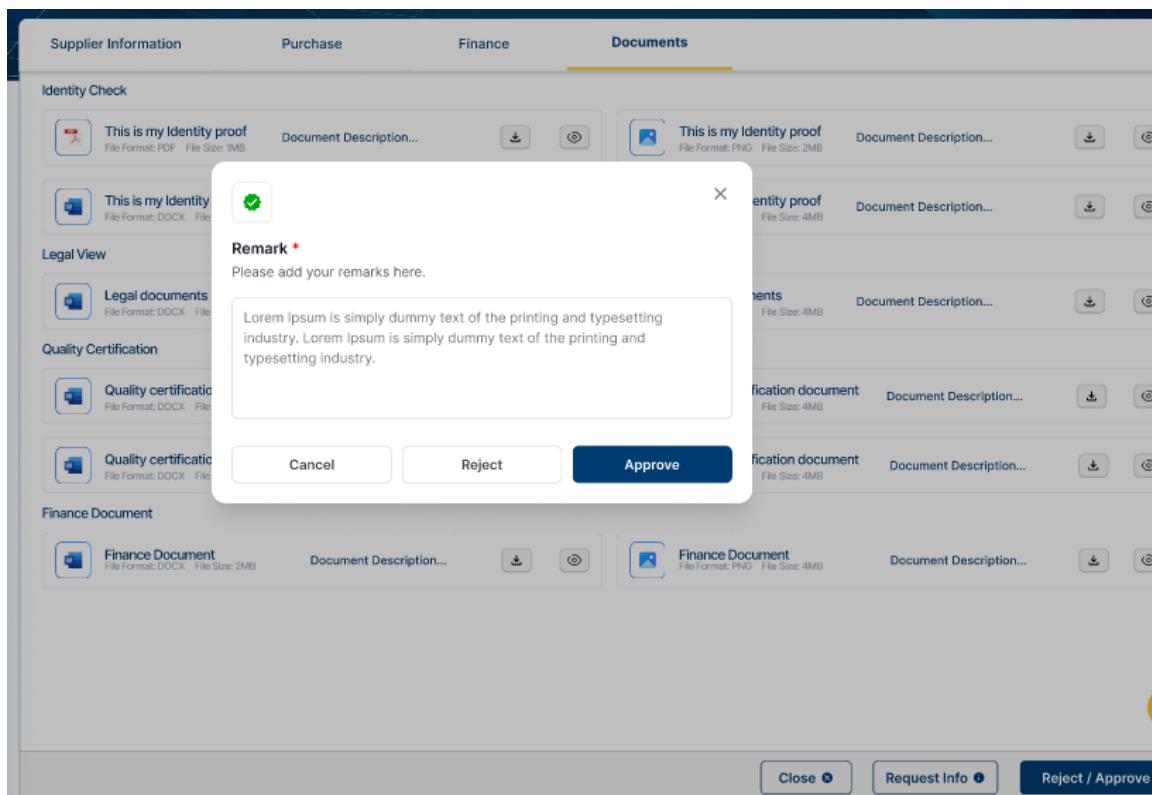 Supplier Information Purchase Finance Documents
Identity Check
This is my Identity proof Document Description... This is my Identity proof Document Description...
File Format: PDF File Size: 1MB File Format: PNG File Size: 2MB
This is my Identity entity proof Document Description...
File Format: DOCX File File Size: 4MB
Legal View
Legal documents Document Description...
File Format: DOCX File File Size: 4MB
Quality Certification
Quality certificatio fication document Document Description...
File Format: DOCX File File Size: 4MB
Quality certificatio fication document Document Description...
File Format: DOCX File File Size: 4MB
Finance Document
Finance Document Document Description... Finance Document Document Description...
File Format: DOCX File Size: 2MB File Format: PNG File Size: 4MB
Remark *
Please add your remarks here.
Lorem Ipsum is simply dummy text of the printing and typesetting
industry. Lorem Ipsum is simply dummy text of the printing and
typesetting industry.
Cancel Reject Approve
Close Request Info Reject / Approve